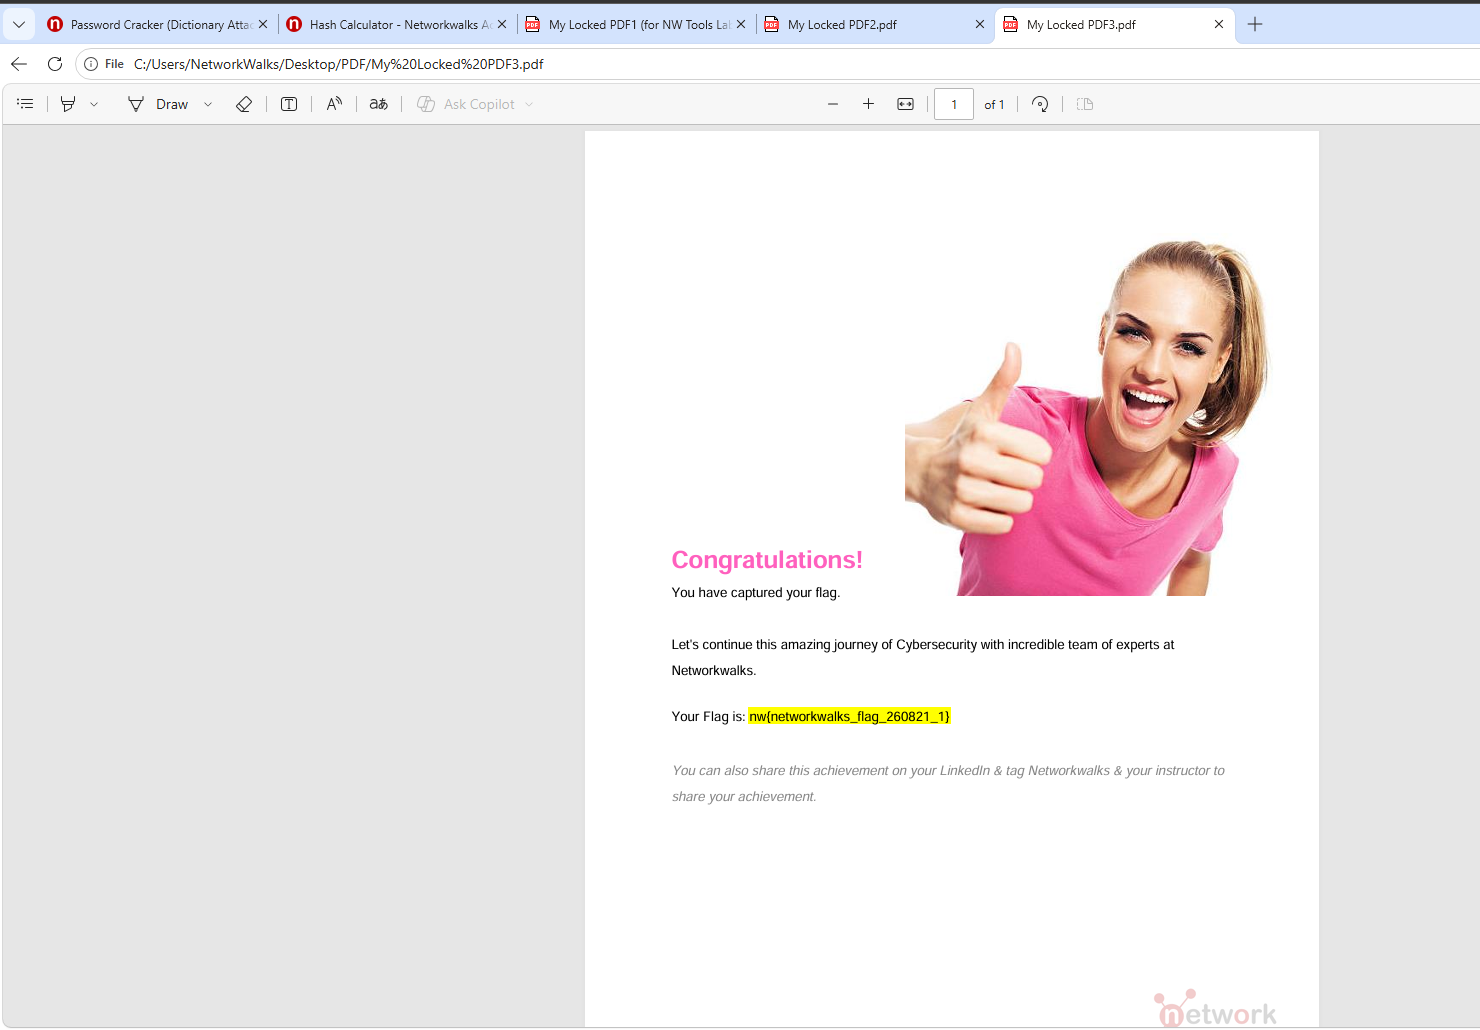 Password Cracker (Dictionary Atta
Hash Calculator - Networkwalks A
My Locked PDF1 (for NW Tools La
My Locked PDF2.pdf
My Locked PDF3.pdf
File C:/Users/NetworkWalks/Desktop/PDF/My%20Locked%20PDF3.pdf
Draw
Ask Copilot
1 of 1
Congratulations!
You have captured your flag.
Let's continue this amazing journey of Cybersecurity with incredible team of experts at
Networkwalks.
Your Flag is: nw{networkwalks_flag_260821_1}
You can also share this achievement on your LinkedIn & tag Networkwalks & your instructor to
share your achievement.
network